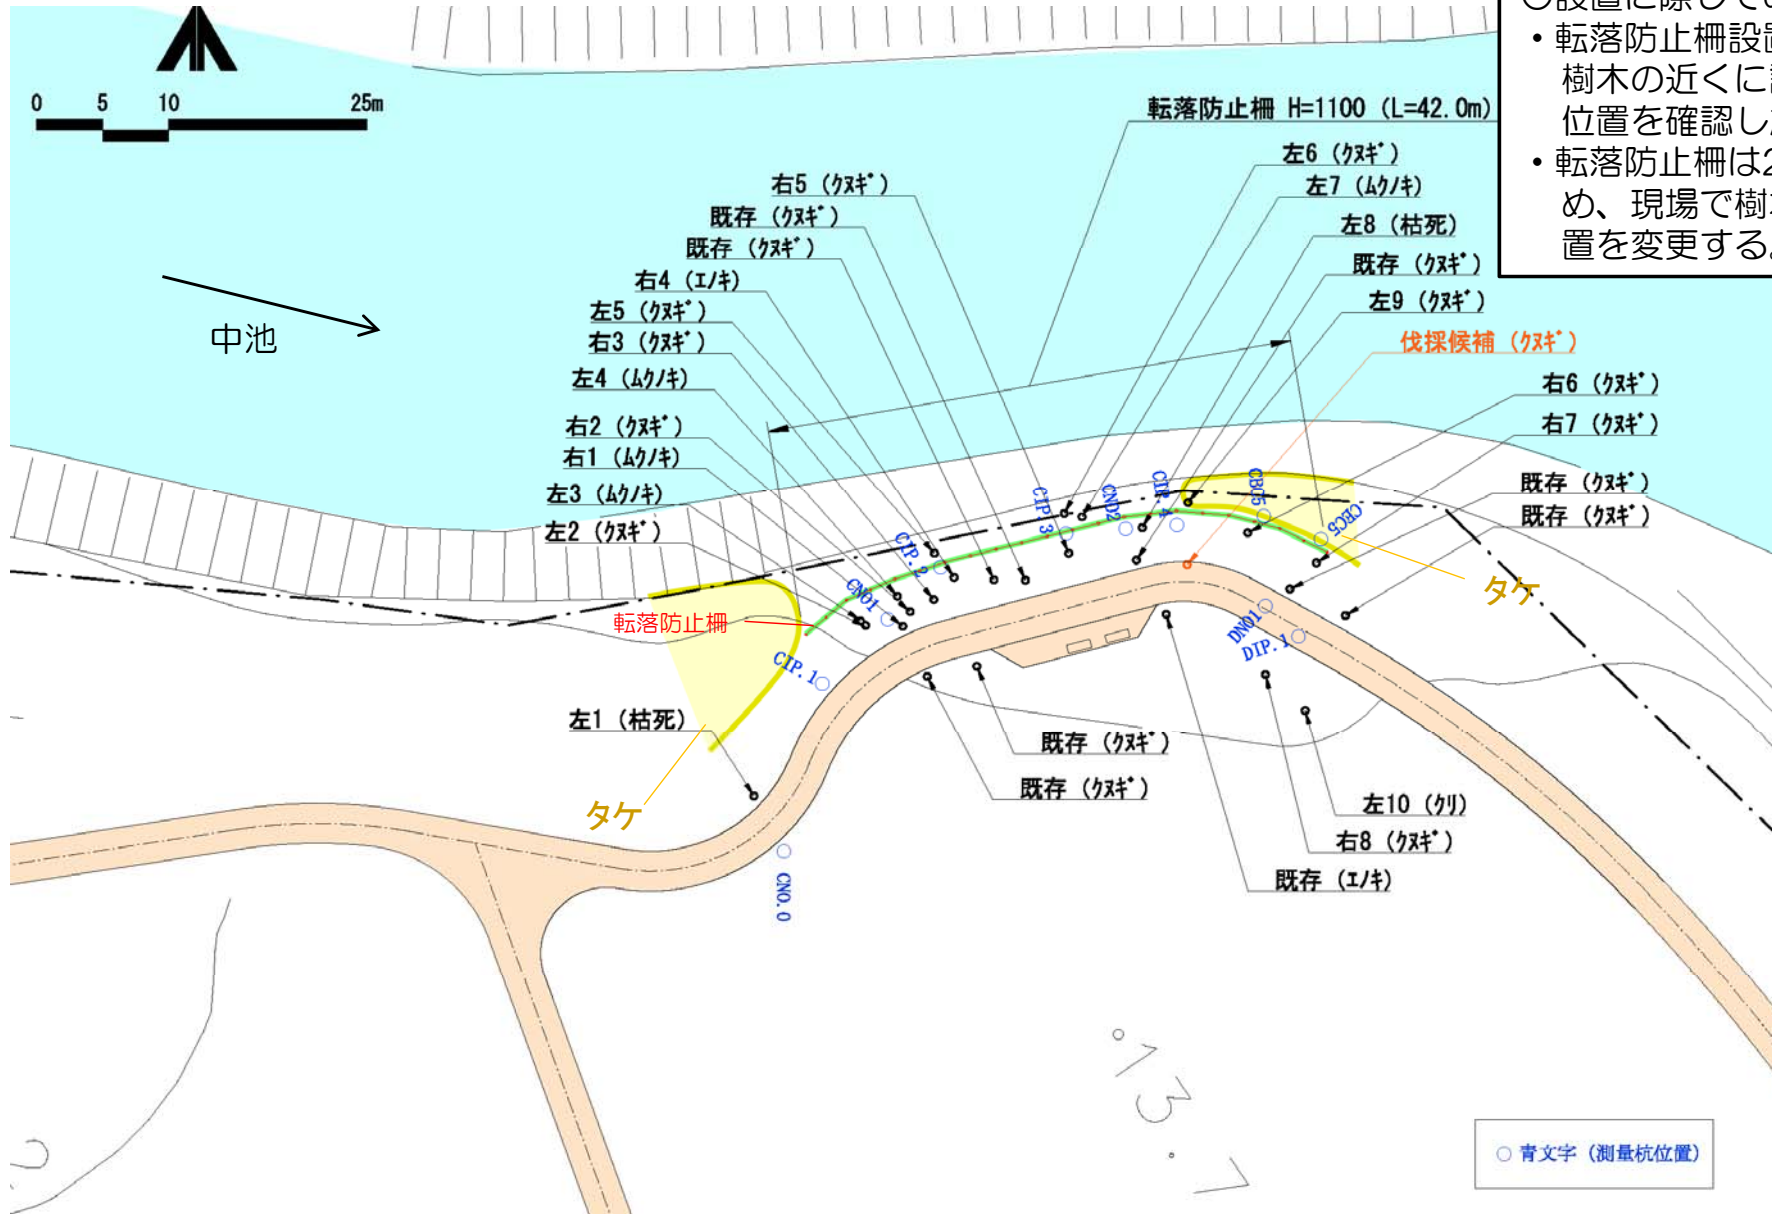 ○設置に際しての
・転落防止柵設置
樹木の近くに
位置を確認し
・転落防止柵は2
め、現場で樹
置を変更する。
0 5 10 25m
中池
転落防止柵 H=1100 (L=42.0m)
左6 (クヌギ)
左7 (ムクノキ)
左8 (枯死)
既存 (クヌギ)
左9 (クヌギ)
伐採候補 (クヌギ)
右6 (クヌギ)
右7 (クヌギ)
既存 (クヌギ)
既存 (クヌギ)
右5 (クヌギ)
既存 (クヌギ)
既存 (クヌギ)
右4 (エノキ)
左5 (クヌギ)
右3 (クヌギ)
左4 (ムクノキ)
右2 (クヌギ)
右1 (ムクノキ)
左3 (ムクノキ)
左2 (クヌギ)
転落防止柵
左1 (枯死)
タケ
タケ
CIP.1
CNO1
CIP.2
CIP.3
CNO2
CIP.4
CBC5
CEC5
DNO1
DIP.1
CNO.0
既存 (クヌギ)
既存 (クヌギ)
左10 (クリ)
右8 (クヌギ)
既存 (エノキ)
13.7
○ 青文字 (測量杭位置)